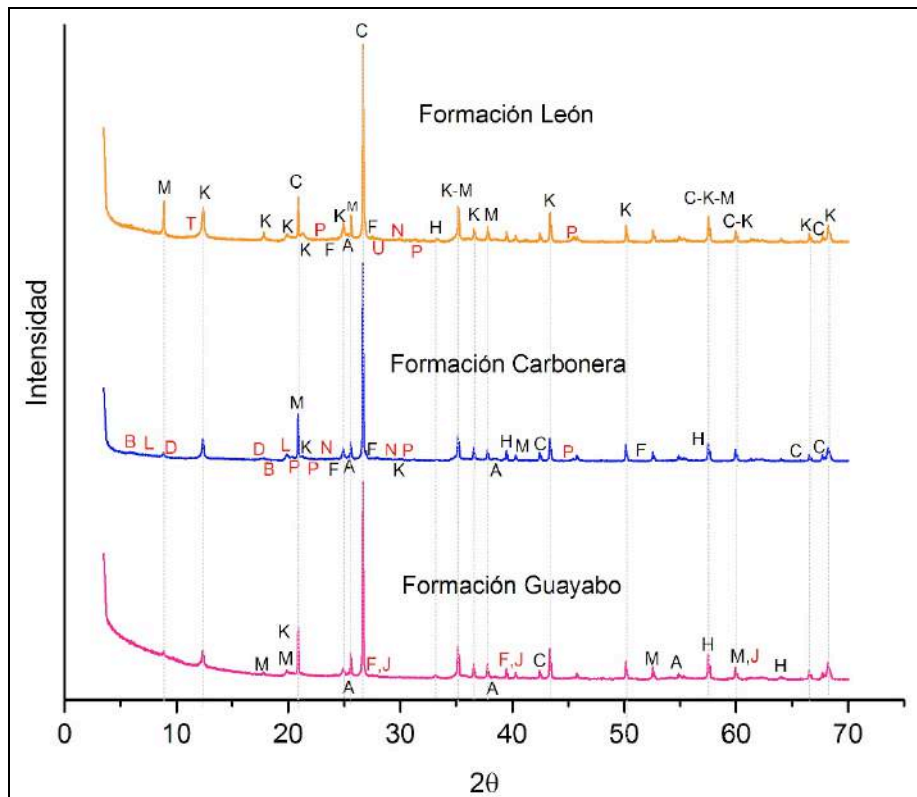 C
Formación León
M K K K C K P K A M F N K-M K M K K C-K-M C-K K C K
T K F U P H P
Formación Carbonera
M
B L D D L K N F N P H M C P F H C C
B P P F A K A
Formación Guayabo
K
M M F,J F,J C M A H M,J H
A A
Intensidad
0 10 20 30 40 50 60 70
2θ